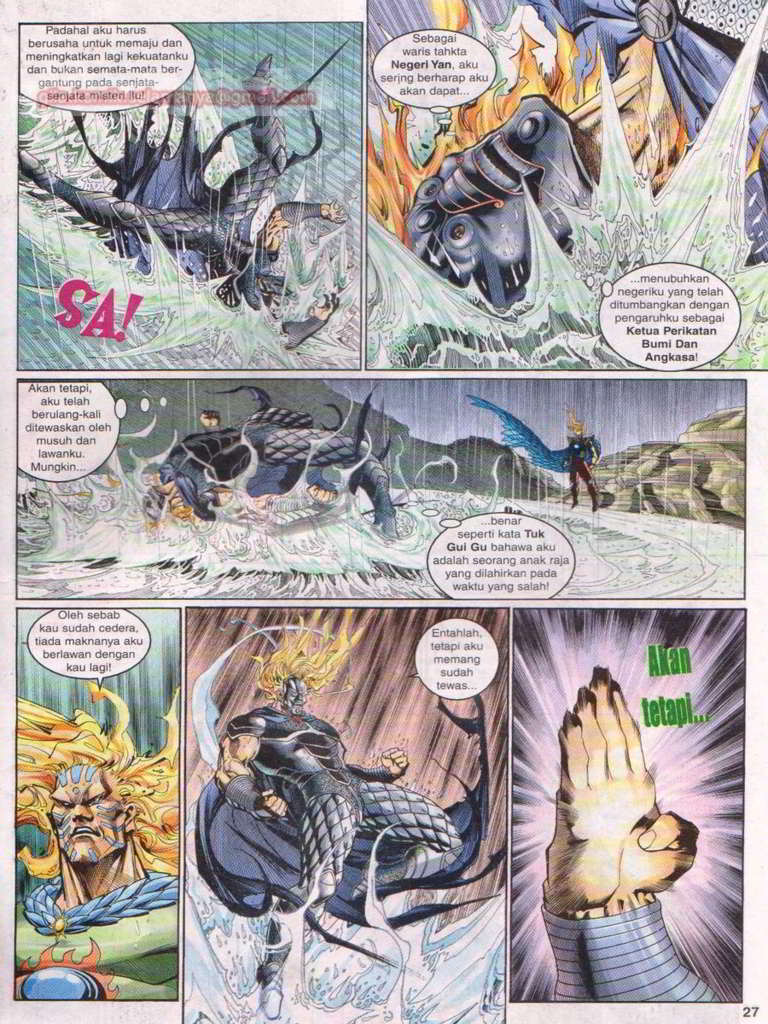 Padahal aku harus
berusaha untuk memaju dan
meningkatkan lagi kekuatanku
dan bukan semata-mata ber-
gantung pada senjata-
senjata misteri itu!
SA!
Sebagai
waris tahkta
Negeri Yan, aku
sering berharap aku
akan dapat...
...menubuhkan
negeriku yang telah
ditumbangkan dengan
pengaruhku sebagai
Ketua Perikatan
Bumi Dan
Angkasa!
Akan tetapi,
aku telah
berulang-kali
ditewaskan oleh
musuh dan
lawanku.
Mungkin...
...benar
seperti kata Tuk
Gui Gu bahawa aku
adalah seorang anak raja
yang dilahirkan pada
waktu yang salah!
Oleh sebab
kau sudah cedera,
tiada maknanya aku
berlawan dengan
kau lagi!
Entahlah,
tetapi aku
memang
sudah
tewas...
Akan
tetapi...
27